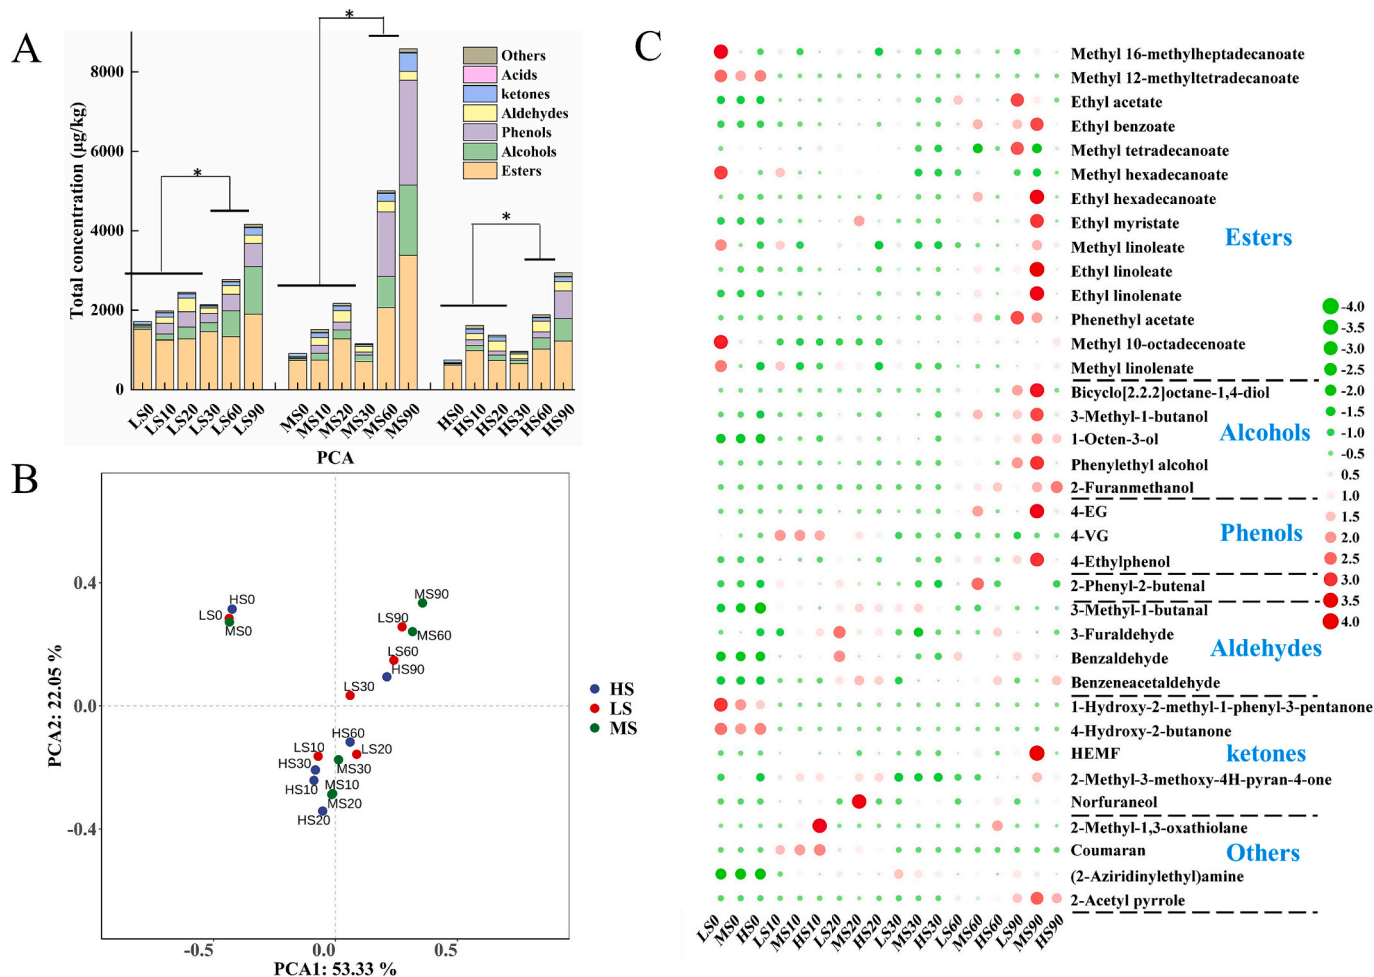 A
Total concentration (μg/kg)
8000
6000
4000
2000
0
*
*
*
Others
Acids
ketones
Aldehydes
Phenols
Alcohols
Esters
LS0
LS10
LS20
LS30
LS60
LS90
MS0
MS10
MS20
MS30
MS60
MS90
HS0
HS10
HS20
HS30
HS60
HS90
PCA
B
PCA2: 22.05 %
0.4
0.0
-0.4
HS0
LS0
MS0
MS90
LS90
MS60
LS60
HS90
LS30
HS60
LS10
LS20
HS30
MS30
HS10
MS10
MS20
HS20
-0.5
0.0
0.5
PCA1: 53.33 %
HS
LS
MS
C
Methyl 16-methylheptadecanoate
Methyl 12-methyltetradecanoate
Ethyl acetate
Ethyl benzoate
Methyl tetradecanoate
Methyl hexadecanoate
Ethyl hexadecanoate
Ethyl myristate
Methyl linoleate
Ethyl linoleate
Ethyl linolenate
Phenethyl acetate
Methyl 10-octadecenoate
Methyl linolenate
Bicyclo[2.2.2]octane-1,4-diol
3-Methyl-1-butanol
1-Octen-3-ol
Phenylethyl alcohol
2-Furanmethanol
4-EG
4-VG
4-Ethylphenol
2-Phenyl-2-butenal
3-Methyl-1-butanal
3-Furaldehyde
Benzaldehyde
Benzeneacetaldehyde
1-Hydroxy-2-methyl-1-phenyl-3-pentanone
4-Hydroxy-2-butanone
HEMF
2-Methyl-3-methoxy-4H-pyran-4-one
Norfuraneol
2-Methyl-1,3-oxathiolane
Coumaran
(2-Aziridinylethyl)amine
2-Acetyl pyrrole
Esters
Alcohols
Phenols
Aldehydes
ketones
Others
-4.0
-3.5
-3.0
-2.5
-2.0
-1.5
-1.0
-0.5
0.5
1.0
1.5
2.0
2.5
3.0
3.5
4.0
LS0
MS0
HS0
LS10
MS10
HS10
LS20
MS20
HS20
LS30
MS30
HS30
LS60
MS60
HS60
LS90
MS90
HS90